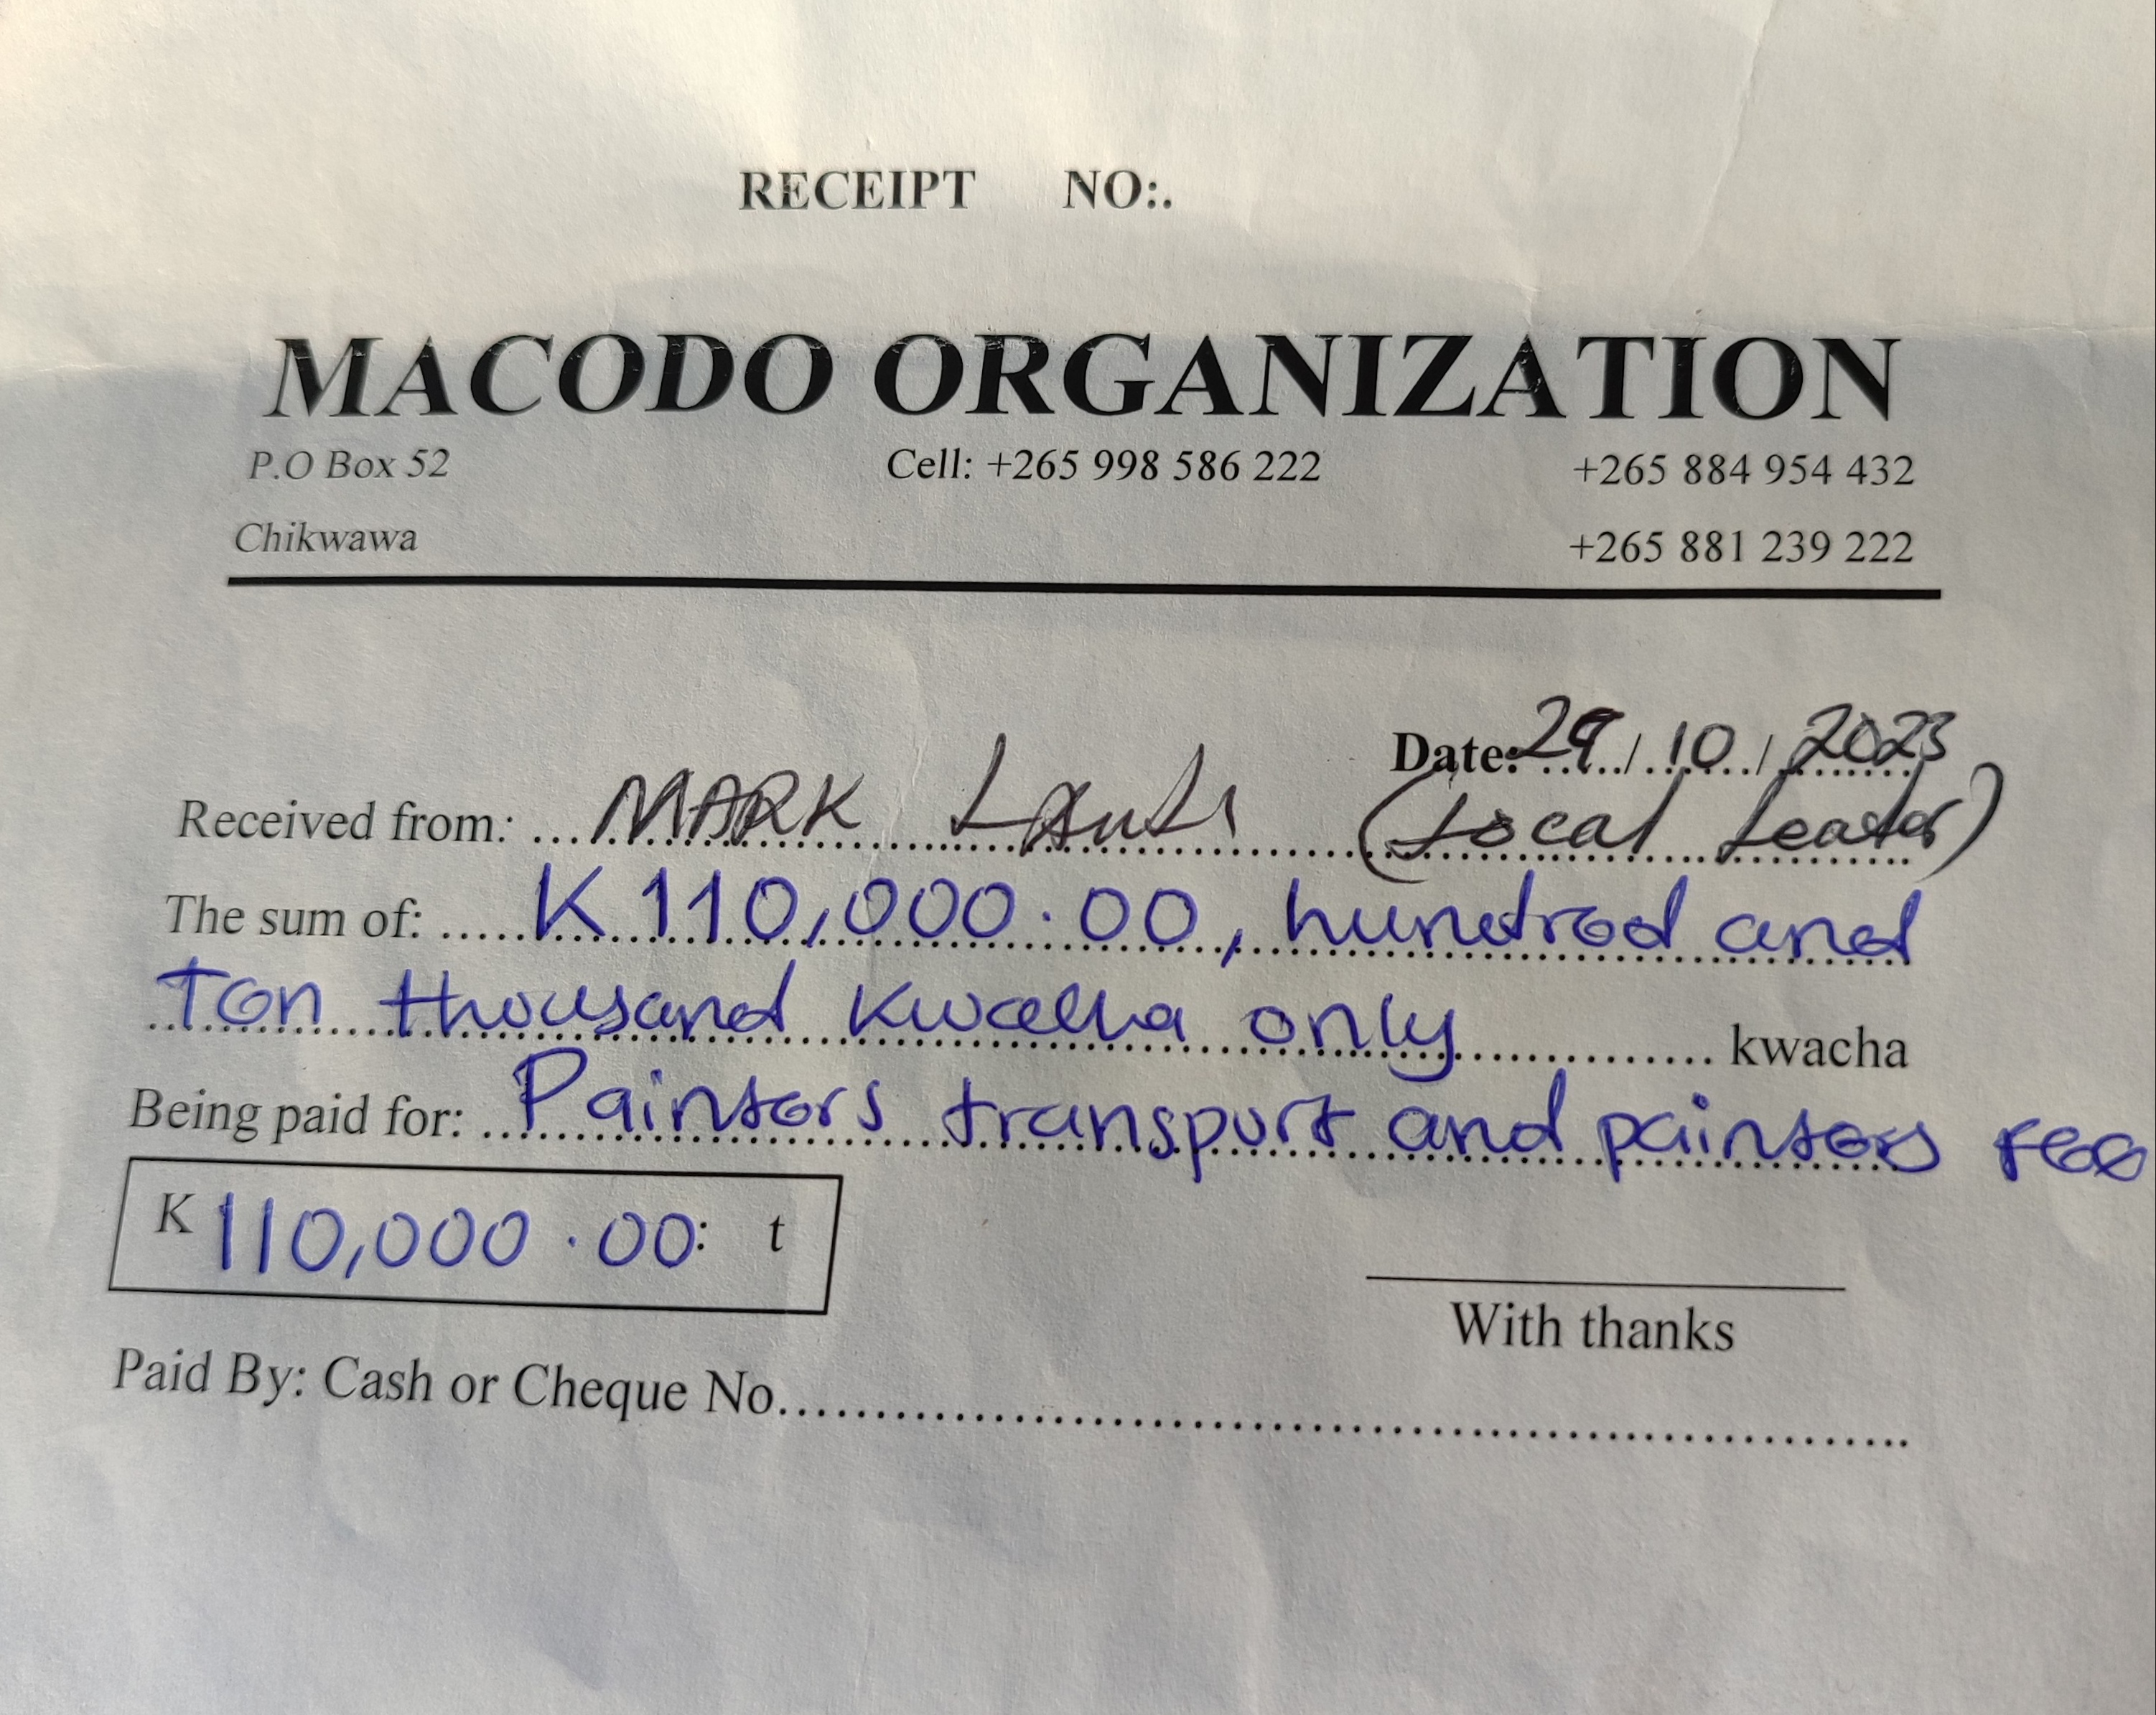 RECEIPT NO:.
MACODO ORGANIZATION
P.O Box 52 Cell: +265 998 586 222 +265 884 954 432
Chikwawa +265 881 239 222
Date: 29/10/2023
Received from: MARK (Local Leader)
The sum of: K110,000.00, hundred and
Ten thousand Kwacha only kwacha
Being paid for: Painters transport and painters fee
K 110,000.00: t
With thanks
Paid By: Cash or Cheque No.